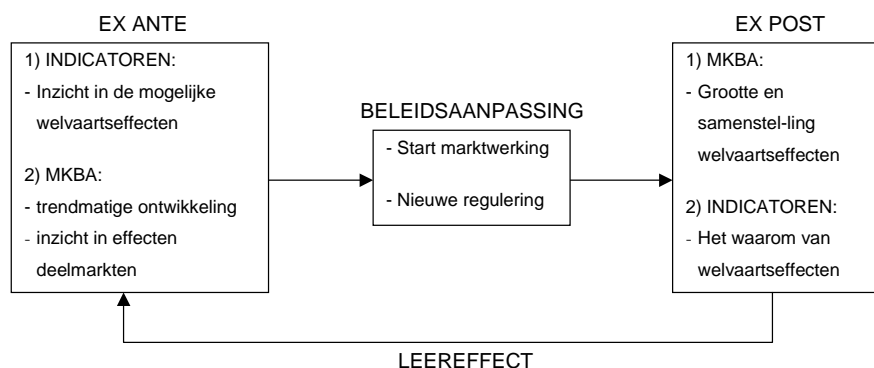 EX ANTE
1) INDICATOREN:
- Inzicht in de mogelijke
welvaartseffecten
2) MKBA:
- trendmatige ontwikkeling
- inzicht in effecten
deelmarkten
BELEIDSAANPASSING
- Start marktwerking
- Nieuwe regulering
EX POST
1) MKBA:
- Grootte en
samenstel-ling
welvaartseffecten
2) INDICATOREN:
- Het waarom van
welvaartseffecten
LEEREFFECT